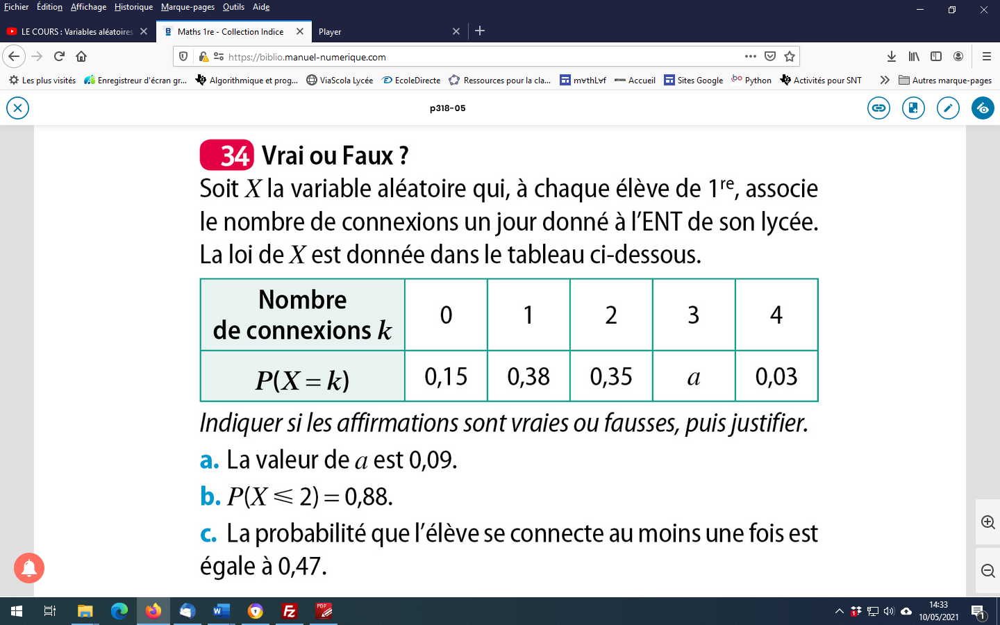 Fichier Édition Affichage Historique Marque-pages Outils Aide
LE COURS : Variables aléatoires Maths 1re - Collection Indice Player
https://biblio.manuel-numerique.com
Les plus visités Enregistreur d'écran gr... Algorithmique et prog... ViaScola Lycée EcoleDirecte Ressources pour la cla... m∀thL∀f Accueil Sites Google Python Activités pour SNT Autres marque-pages
p318-05
34 Vrai ou Faux ?
Soit X la variable aléatoire qui, à chaque élève de 1re, associe
le nombre de connexions un jour donné à l'ENT de son lycée.
La loi de X est donnée dans le tableau ci-dessous.
Nombre
de connexions k 0 1 2 3 4
P(X = k) 0,15 0,38 0,35 a 0,03
Indiquer si les affirmations sont vraies ou fausses, puis justifier.
a. La valeur de a est 0,09.
b. P(X ⩽ 2) = 0,88.
c. La probabilité que l'élève se connecte au moins une fois est
égale à 0,47.
14:33
10/05/2021